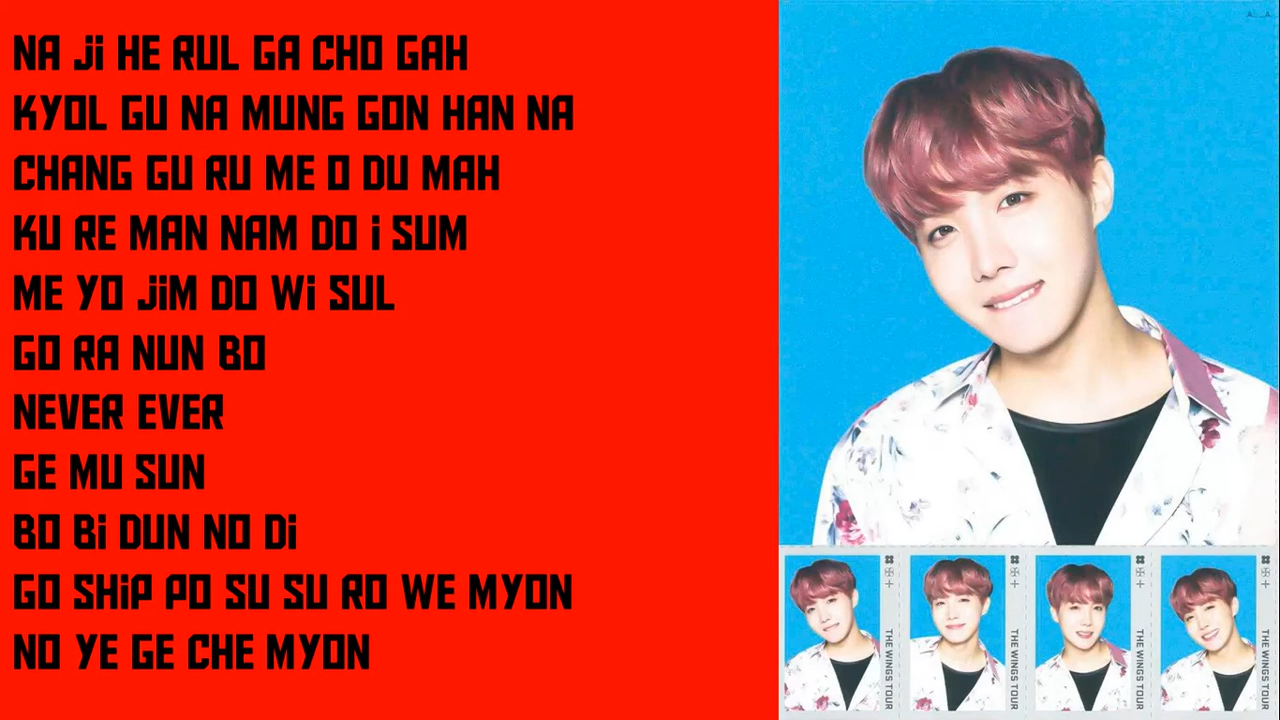 NA Ji HE RUL GA CHO GAH
KYOL GU NA MUNG GON HAN NA
CHANG GU RU ME O DU MAH
KU RE MAN NAM DO i SUM
ME YO JiM DO Wi SUL
GO RA NUN BO
NEVER EVER
GE MU SUN
BO Bi DUN NO Di
GO SHiP PO SU SU RO WE MYON
NO YE GE CHE MYON
THE WINGS TOUR
THE WINGS TOUR
THE WINGS TOUR
THE WINGS TOUR